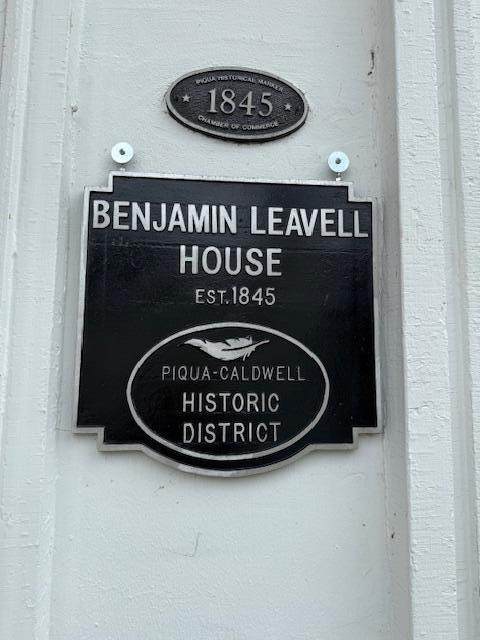 PIQUA HISTORICAL MARKER
1845
CHAMBER OF COMMERCE
BENJAMIN LEAVELL
HOUSE
EST.1845
PIQUA-CALDWELL
HISTORIC
DISTRICT